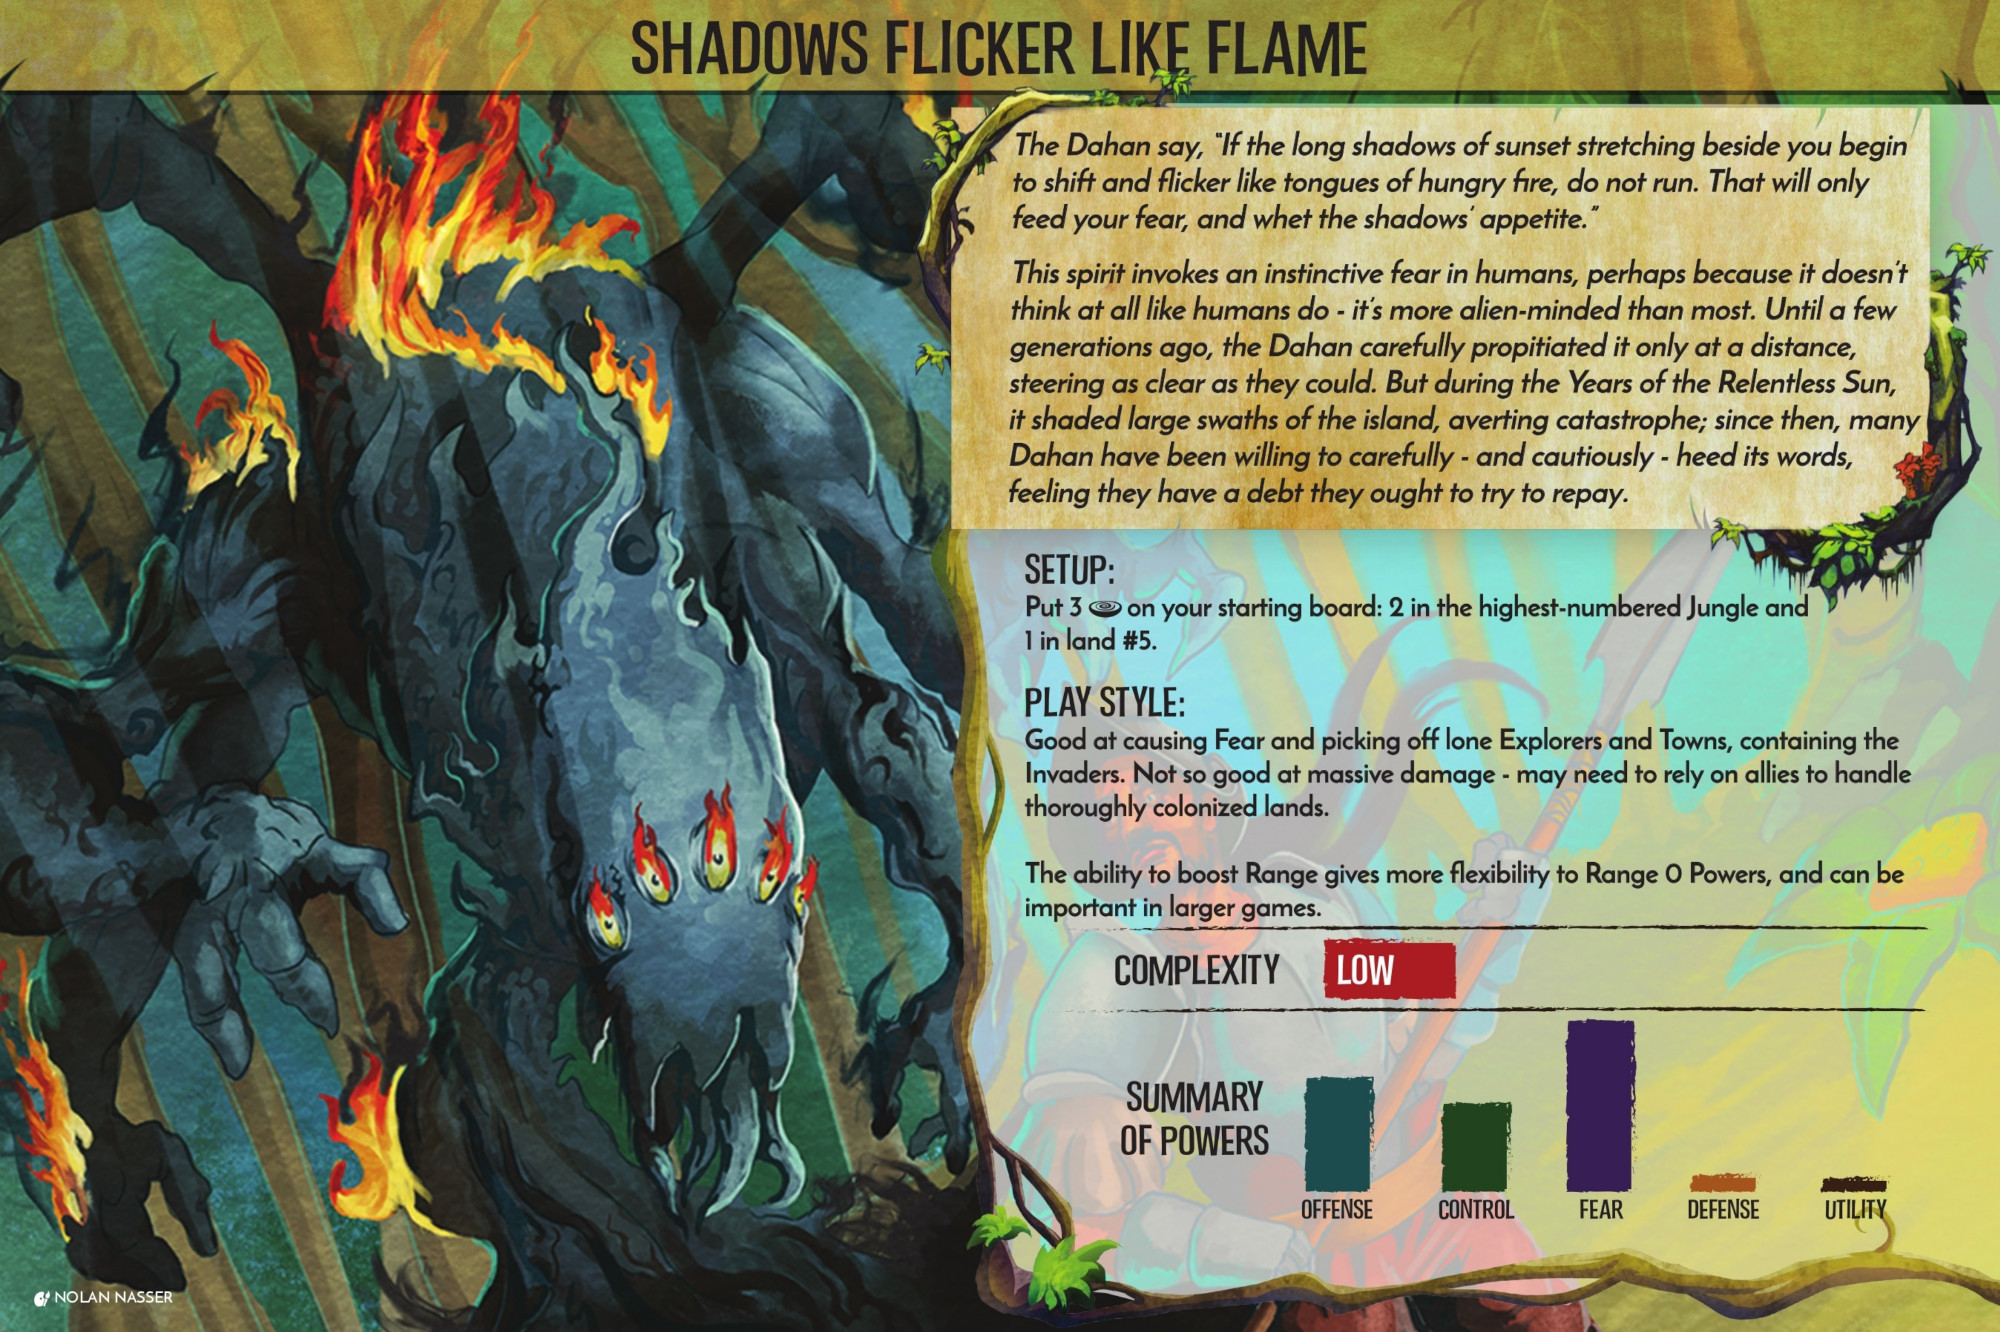 SHADOWS FLICKER LIKE FLAME
The Dahan say, "If the long shadows of sunset stretching beside you begin
to shift and flicker like tongues of hungry fire, do not run. That will only
feed your fear, and whet the shadows' appetite."
This spirit invokes an instinctive fear in humans, perhaps because it doesn't
think at all like humans do - it's more alien-minded than most. Until a few
generations ago, the Dahan carefully propitiated it only at a distance,
steering as clear as they could. But during the Years of the Relentless Sun,
it shaded large swaths of the island, averting catastrophe; since then, many
Dahan have been willing to carefully - and cautiously - heed its words,
feeling they have a debt they ought to try to repay.
SETUP:
Put 3 on your starting board: 2 in the highest-numbered Jungle and
1 in land #5.
PLAY STYLE:
Good at causing Fear and picking off lone Explorers and Towns, containing the
Invaders. Not so good at massive damage - may need to rely on allies to handle
thoroughly colonized lands.
The ability to boost Range gives more flexibility to Range 0 Powers, and can be
important in larger games.
COMPLEXITY LOW
SUMMARY
OF POWERS
OFFENSE CONTROL FEAR DEFENSE UTILITY
NOLAN NASSER